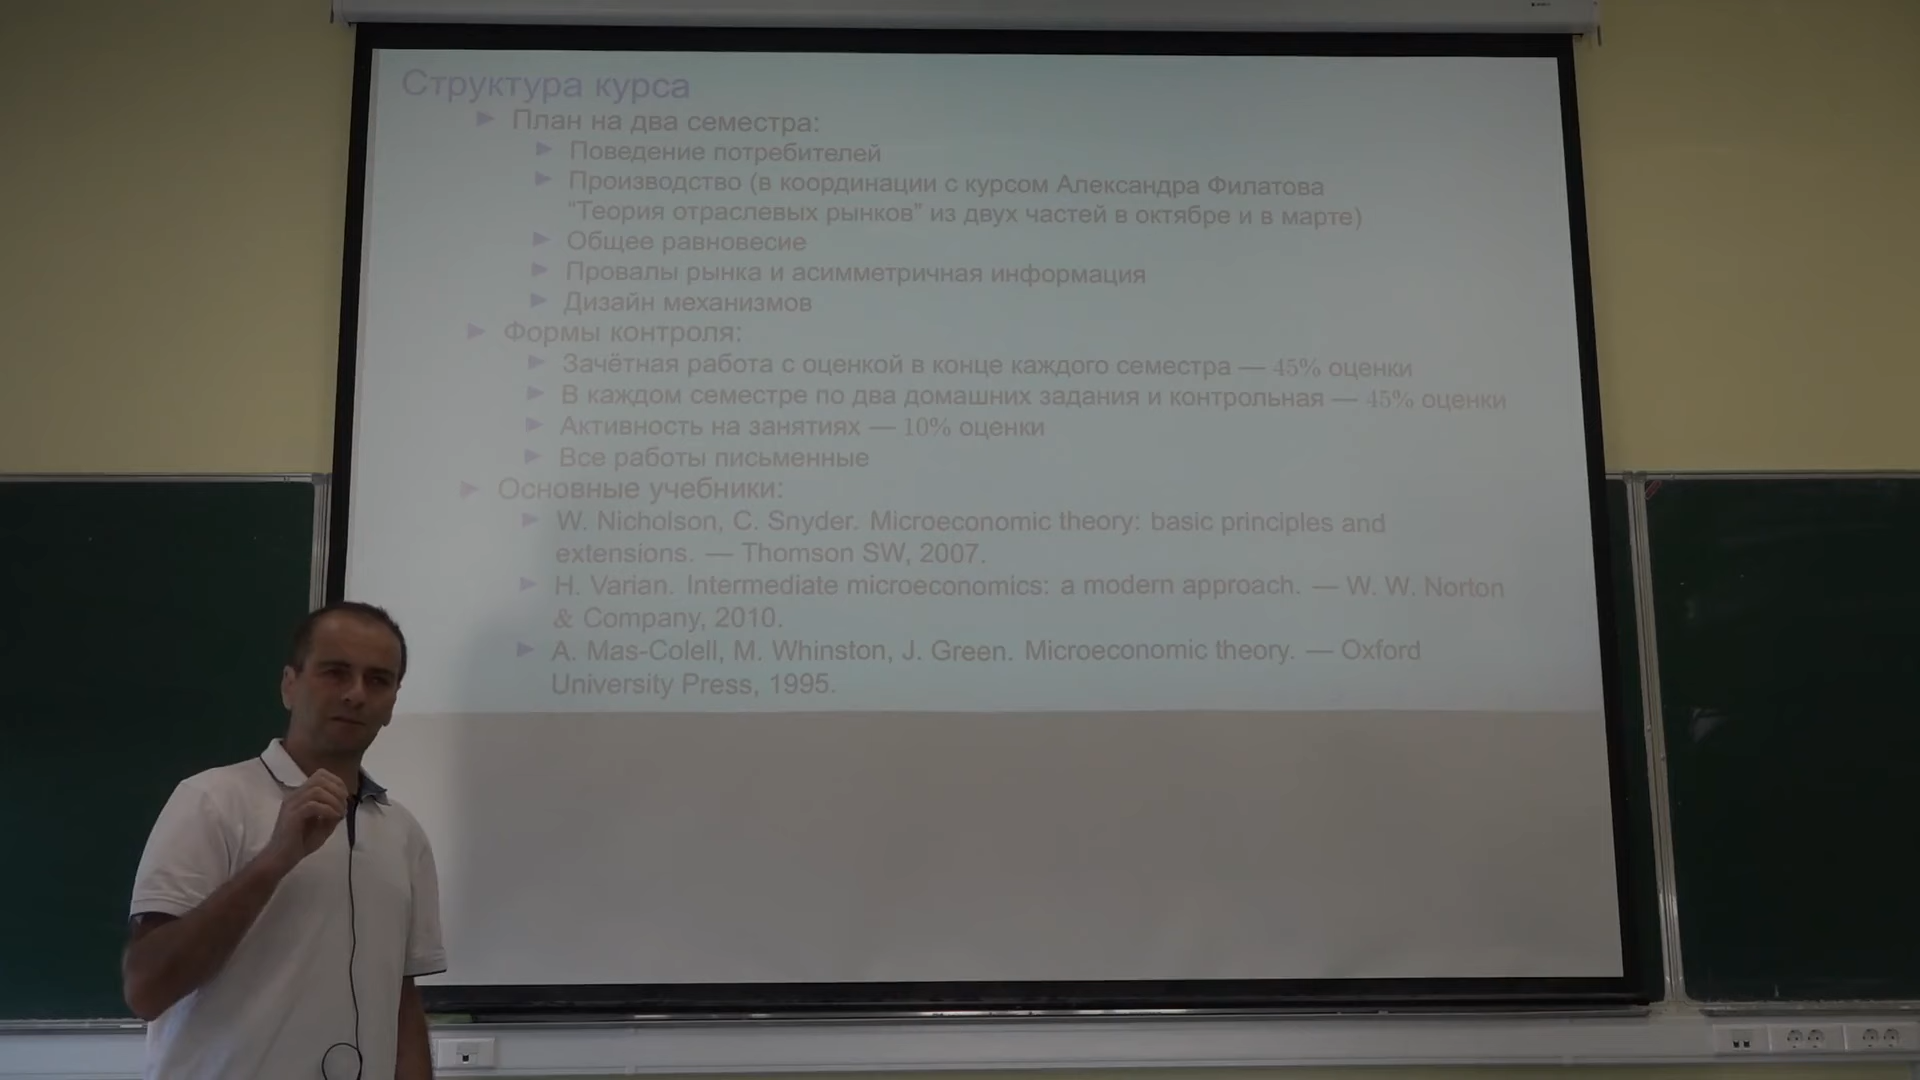 Структура курса
План на два семестра:
Поведение потребителей
Производство (в координации с курсом Александра Филатова
“Теория отраслевых рынков” из двух частей в октябре и в марте)
Общее равновесие
Провалы рынка и асимметричная информация
Дизайн механизмов
Формы контроля:
Зачётная работа с оценкой в конце каждого семестра — 45% оценки
В каждом семестре по два домашних задания и контрольная — 45% оценки
Активность на занятиях — 10% оценки
Все работы письменные
Основные учебники:
W. Nicholson, C. Snyder. Microeconomic theory: basic principles and
extensions. — Thomson SW, 2007.
H. Varian. Intermediate microeconomics: a modern approach. — W. W. Norton
& Company, 2010.
A. Mas-Colell, M. Whinston, J. Green. Microeconomic theory. — Oxford
University Press, 1995.